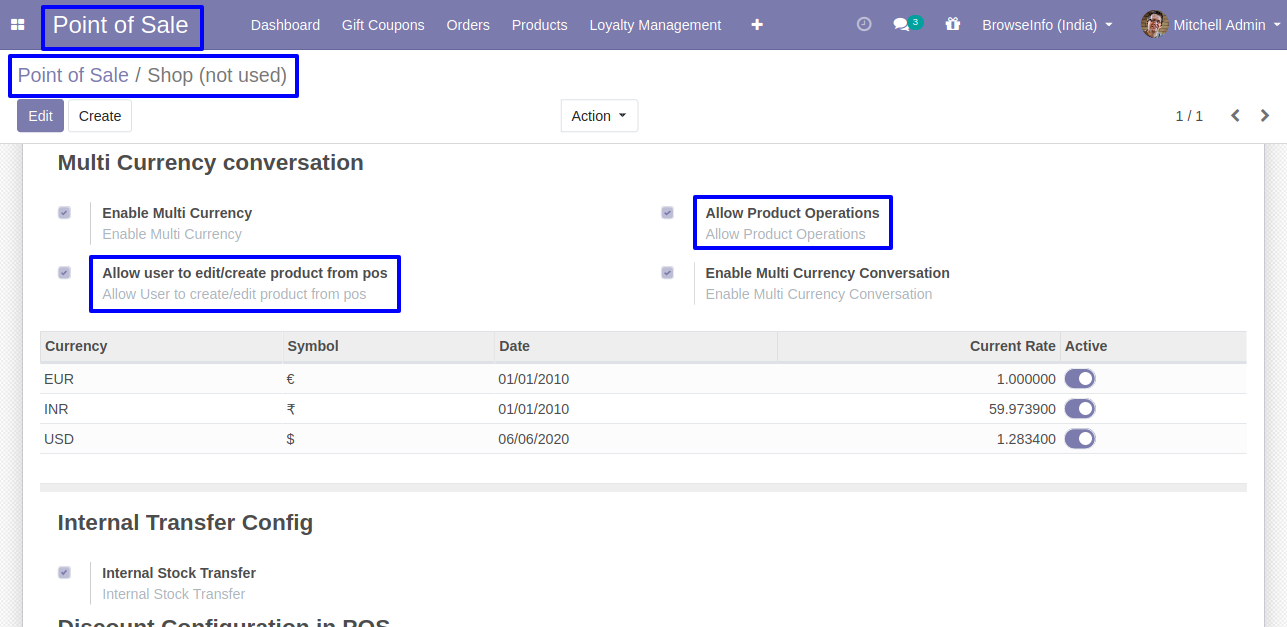 Point of Sale Dashboard Gift Coupons Orders Products Loyalty Management 3 BrowseInfo (India) Mitchell Admin
Point of Sale / Shop (not used)
Edit Create Action 1 / 1
Multi Currency conversation
Enable Multi Currency Allow Product Operations
Enable Multi Currency Allow Product Operations
Allow user to edit/create product from pos Enable Multi Currency Conversation
Allow User to create/edit product from pos Enable Multi Currency Conversation
Currency Symbol Date Current Rate Active
EUR € 01/01/2010 1.000000
INR ₹ 01/01/2010 59.973900
USD $ 06/06/2020 1.283400
Internal Transfer Config
Internal Stock Transfer
Internal Stock Transfer
Discount Configuration in POS